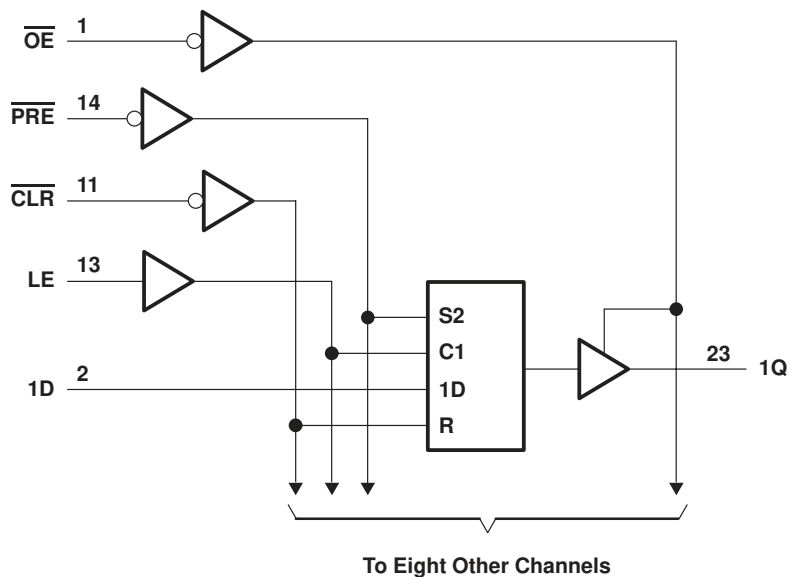 OE 1
PRE 14
CLR 11
LE 13
S2
C1
23
1Q
1D 2
1D
R
To Eight Other Channels